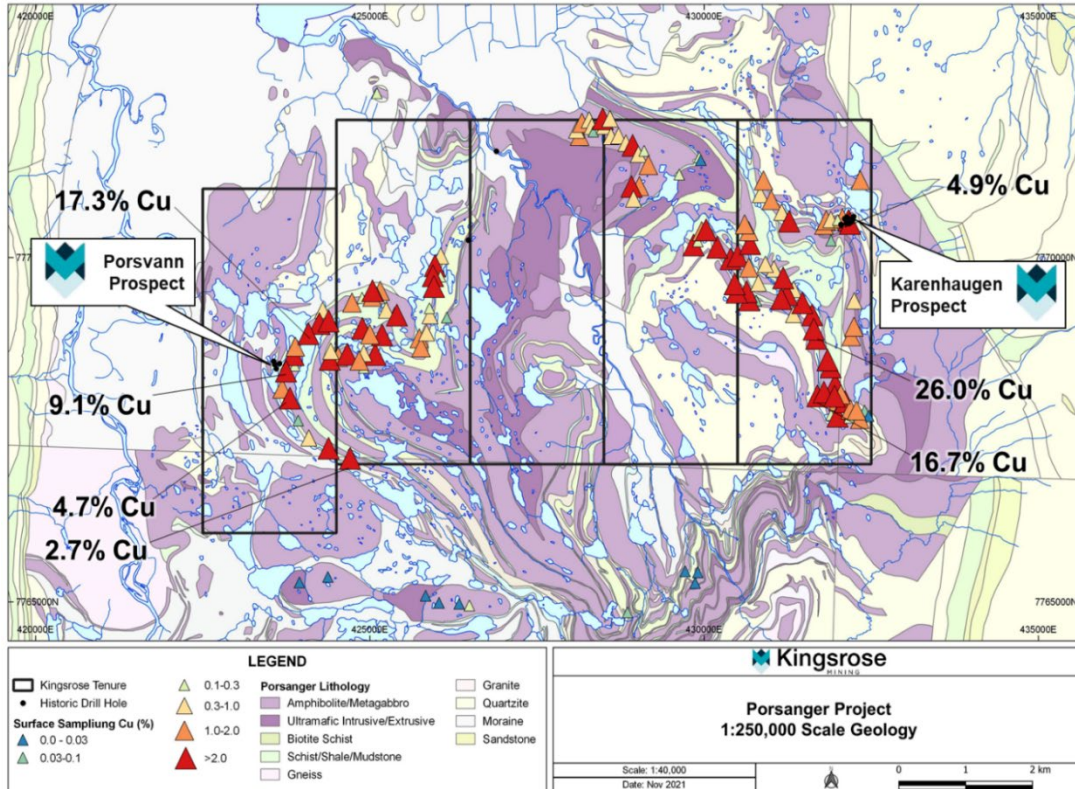 420000E 425000E 430000E 435000E
17.3% Cu
4.9% Cu
Porsvann
Prospect
7770000N
Karenhaugen
Prospect
9.1% Cu
26.0% Cu
16.7% Cu
4.7% Cu
2.7% Cu
7765000N 7765000N
420000E 425000E 430000E 435000E
LEGEND
Kingsrose Tenure
Historic Drill Hole
Surface Sampliung Cu (%)
0.0 - 0.03
0.03-0.1
0.1-0.3
0.3-1.0
1.0-2.0
>2.0
Porsanger Lithology
Amphibolite/Metagabbro
Ultramafic Intrusive/Extrusive
Biotite Schist
Schist/Shale/Mudstone
Gneiss
Granite
Quartzite
Moraine
Sandstone
Kingsrose
MINING
Porsanger Project
1:250,000 Scale Geology
Scale: 1:40,000
Date: Nov 2021
0 1 2 km